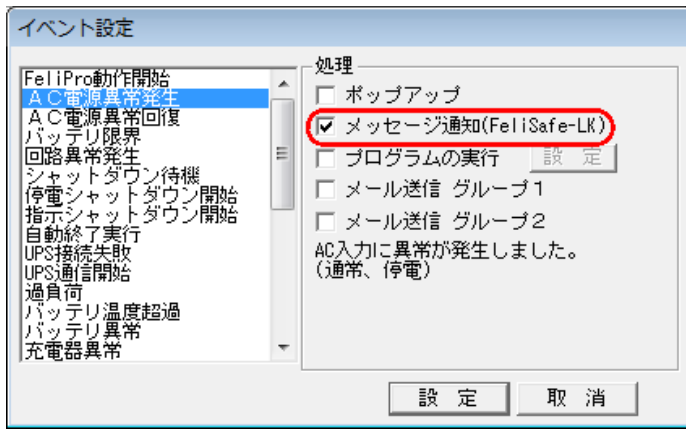 イベント設定
FeliPro動作開始
ＡＣ電源異常発生
ＡＣ電源異常回復
バッテリ限界
回路異常発生
シャットダウン待機
停電シャットダウン開始
指示シャットダウン開始
自動終了実行
UPS接続失敗
UPS通信開始
過負荷
バッテリ温度超過
バッテリ異常
充電器異常
処理
ポップアップ
メッセージ通知(FeliSafe-LK)
プログラムの実行 設 定
メール送信 グループ１
メール送信 グループ２
AC入力に異常が発生しました。
(通常、停電)
設 定 取 消